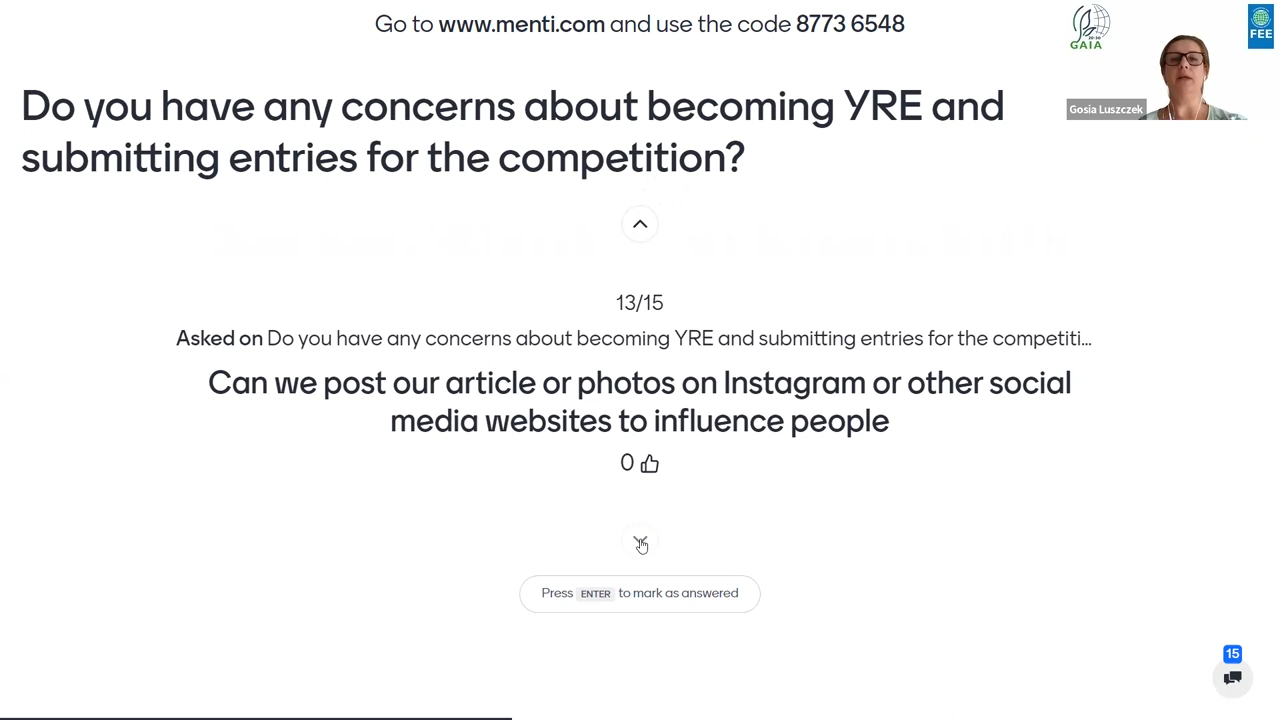 Go to www.menti.com and use the code 8773 6548
GAIA
20:30
FEE
Gosia Luszczek
Do you have any concerns about becoming YRE and
submitting entries for the competition?
13/15
Asked on Do you have any concerns about becoming YRE and submitting entries for the competiti...
Can we post our article or photos on Instagram or other social
media websites to influence people
0
Press ENTER to mark as answered
15